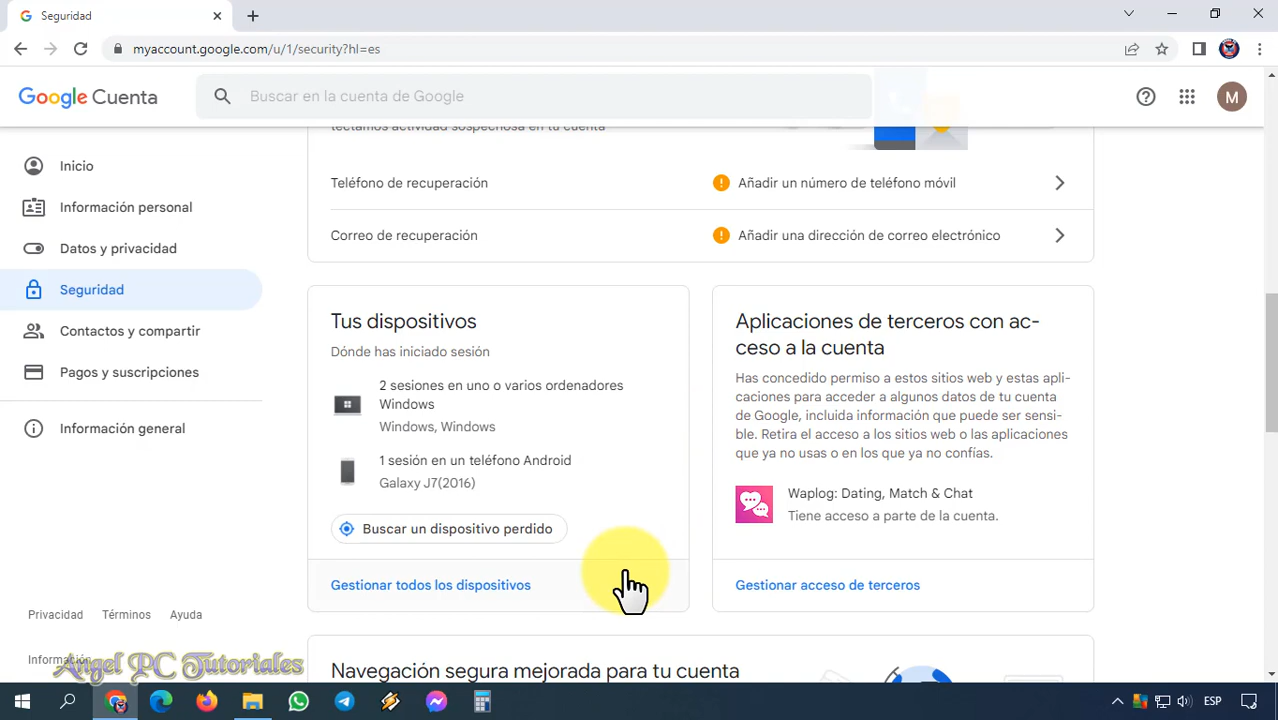 Seguridad
myaccount.google.com/u/1/security?hl=es
Google Cuenta
Buscar en la cuenta de Google
M
Inicio
Información personal
Datos y privacidad
Seguridad
Contactos y compartir
Pagos y suscripciones
Información general
Privacidad Términos Ayuda
Información
tectamos actividad sospechosa en tu cuenta
Teléfono de recuperación
Añadir un número de teléfono móvil
Correo de recuperación
Añadir una dirección de correo electrónico
Tus dispositivos
Dónde has iniciado sesión
2 sesiones en uno o varios ordenadores
Windows
Windows, Windows
1 sesión en un teléfono Android
Galaxy J7(2016)
Buscar un dispositivo perdido
Gestionar todos los dispositivos
Aplicaciones de terceros con ac-
ceso a la cuenta
Has concedido permiso a estos sitios web y estas apli-
caciones para acceder a algunos datos de tu cuenta
de Google, incluida información que puede ser sensi-
ble. Retira el acceso a los sitios web o las aplicaciones
que ya no usas o en los que ya no confías.
Waplog: Dating, Match & Chat
Tiene acceso a parte de la cuenta.
Gestionar acceso de terceros
Navegación segura mejorada para tu cuenta
Angel PC Tutoriales
ESP